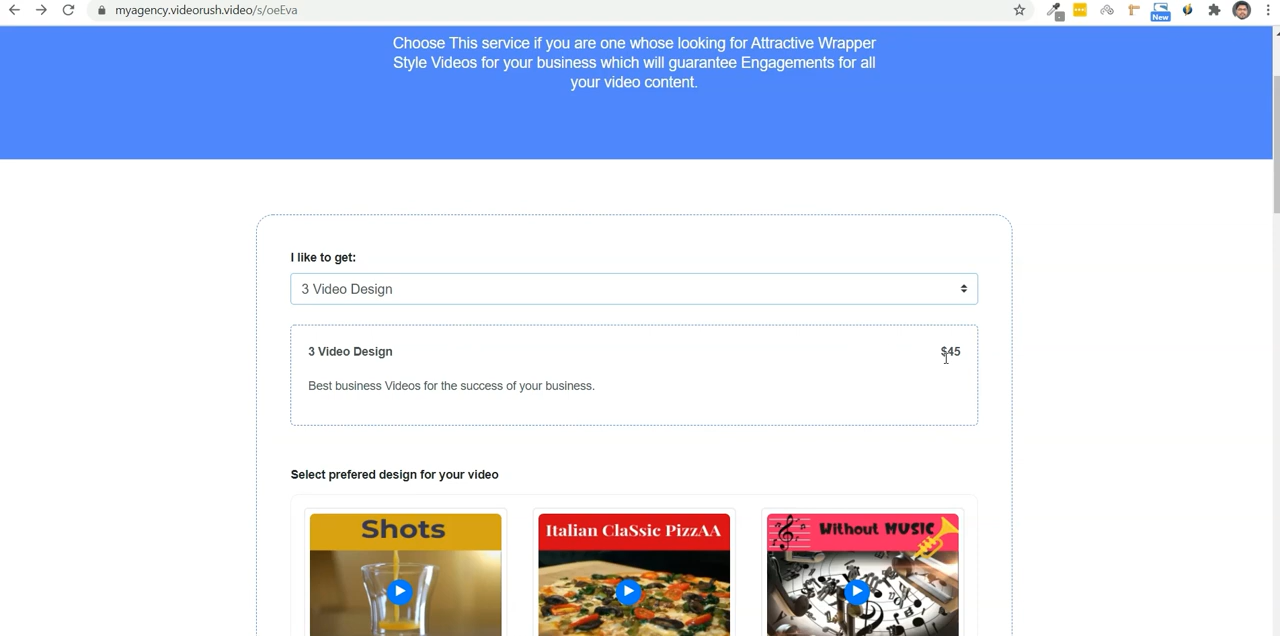 myagency.videorush.video/s/oeEva
New
Choose This service if you are one whose looking for Attractive Wrapper
Style Videos for your business which will guarantee Engagements for all
your video content.
I like to get:
3 Video Design
3 Video Design $45
Best business Videos for the success of your business.
Select prefered design for your video
Shots
Italian ClaSsic PizzAA
Without MUSIC